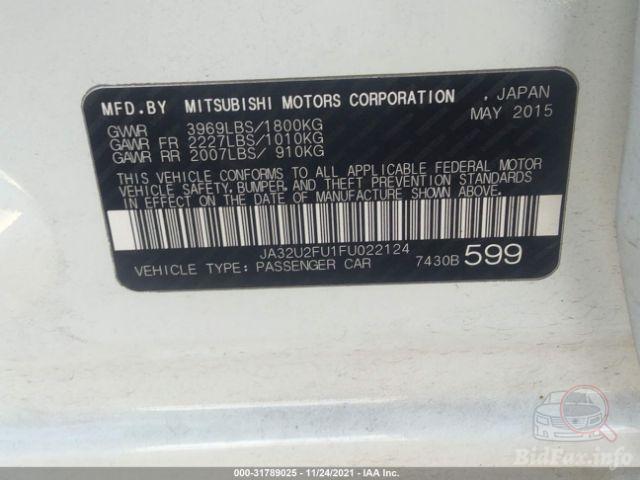 MFD.BY MITSUBISHI MOTORS CORPORATION , JAPAN
MAY 2015
GVWR 3969LBS/1800KG
GAWR FR 2227LBS/1010KG
GAWR RR 2007LBS/ 910KG
THIS VEHICLE CONFORMS TO ALL APPLICABLE FEDERAL MOTOR
VEHICLE SAFETY, BUMPER, AND THEFT PREVENTION STANDARDS
IN EFFECT ON THE DATE OF MANUFACTURE SHOWN ABOVE.
JA32U2FU1FU022124
VEHICLE TYPE: PASSENGER CAR 7430B 599
BidFax.info
000-31789025 - 11/24/2021 - IAA Inc.